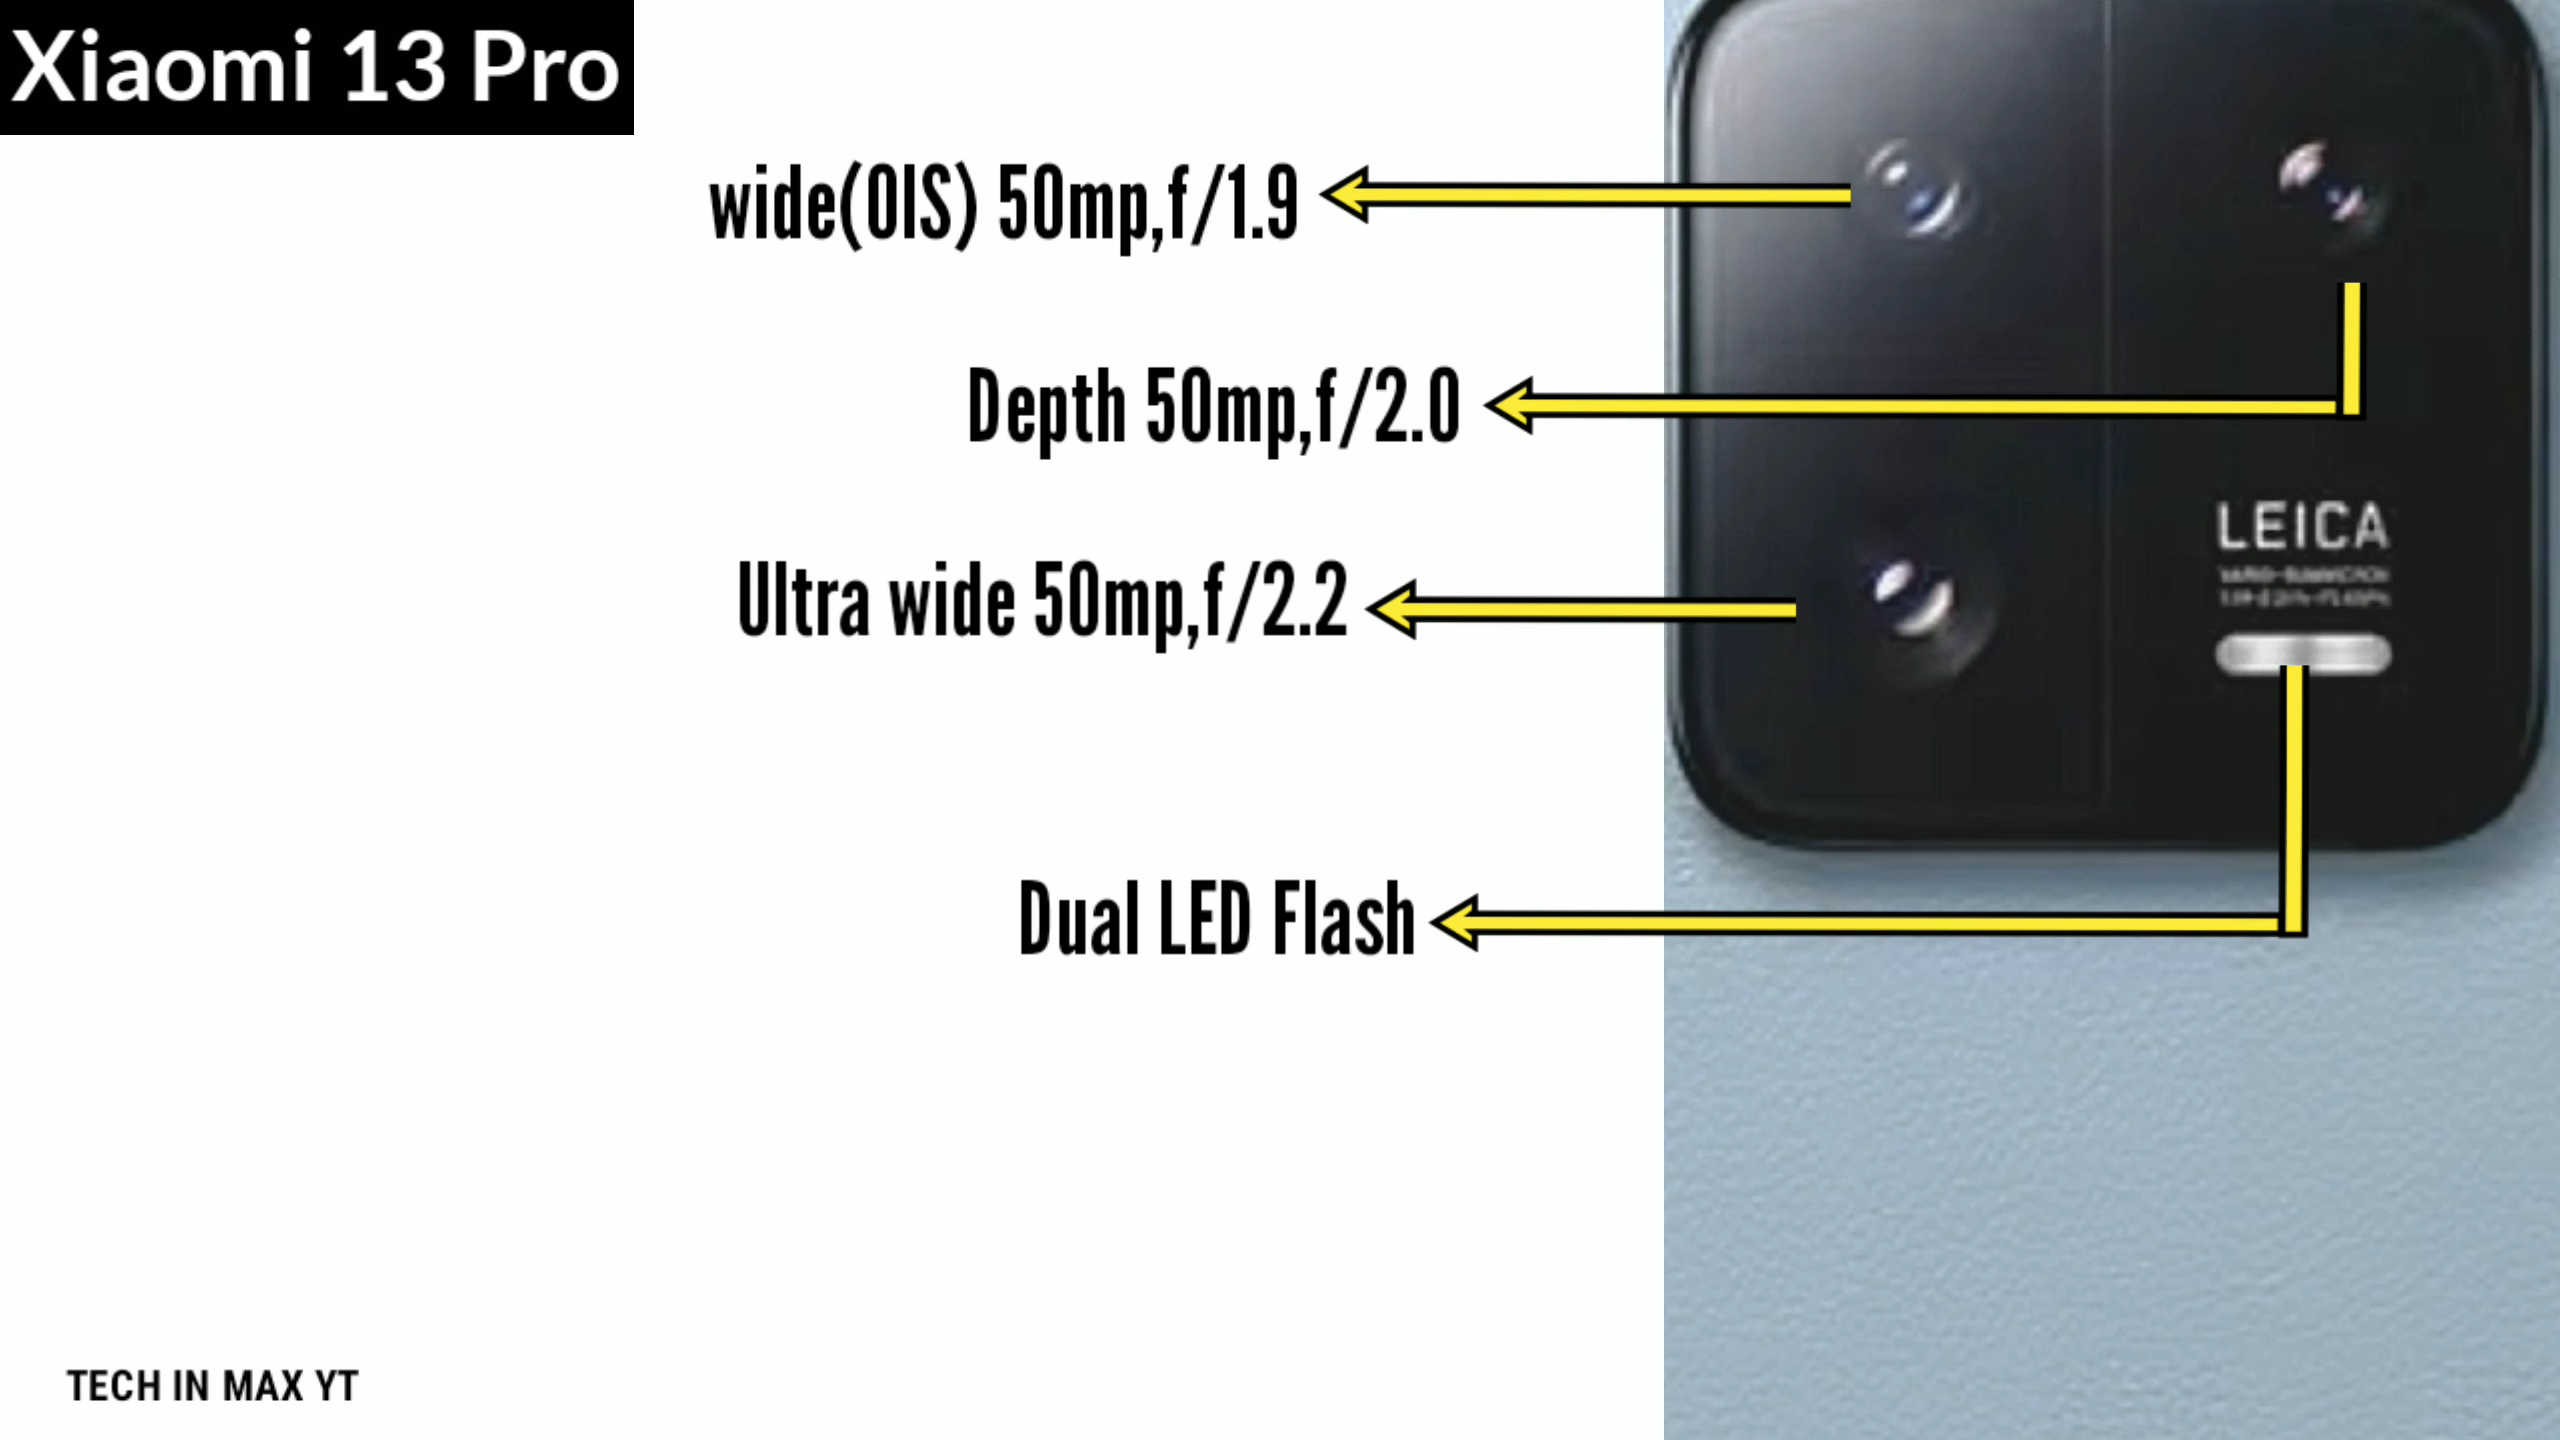 Xiaomi 13 Pro
wide(OIS) 50mp,f/1.9
Depth 50mp,f/2.0
Ultra wide 50mp,f/2.2
LEICA
Dual LED Flash
TECH IN MAX YT